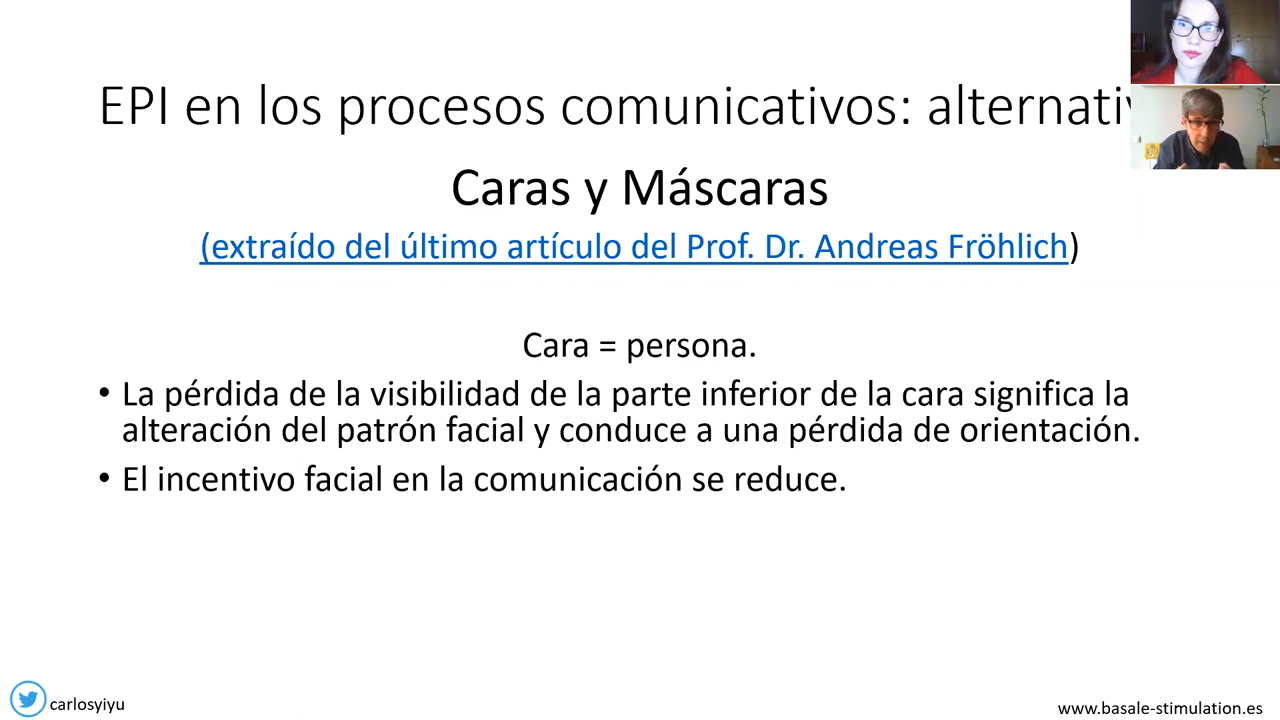 EPI en los procesos comunicativos: alternati
Caras y Máscaras
(extraído del último artículo del Prof. Dr. Andreas Fröhlich)
Cara = persona.
• La pérdida de la visibilidad de la parte inferior de la cara significa la
alteración del patrón facial y conduce a una pérdida de orientación.
• El incentivo facial en la comunicación se reduce.
carlosyiyu
www.basale-stimulation.es